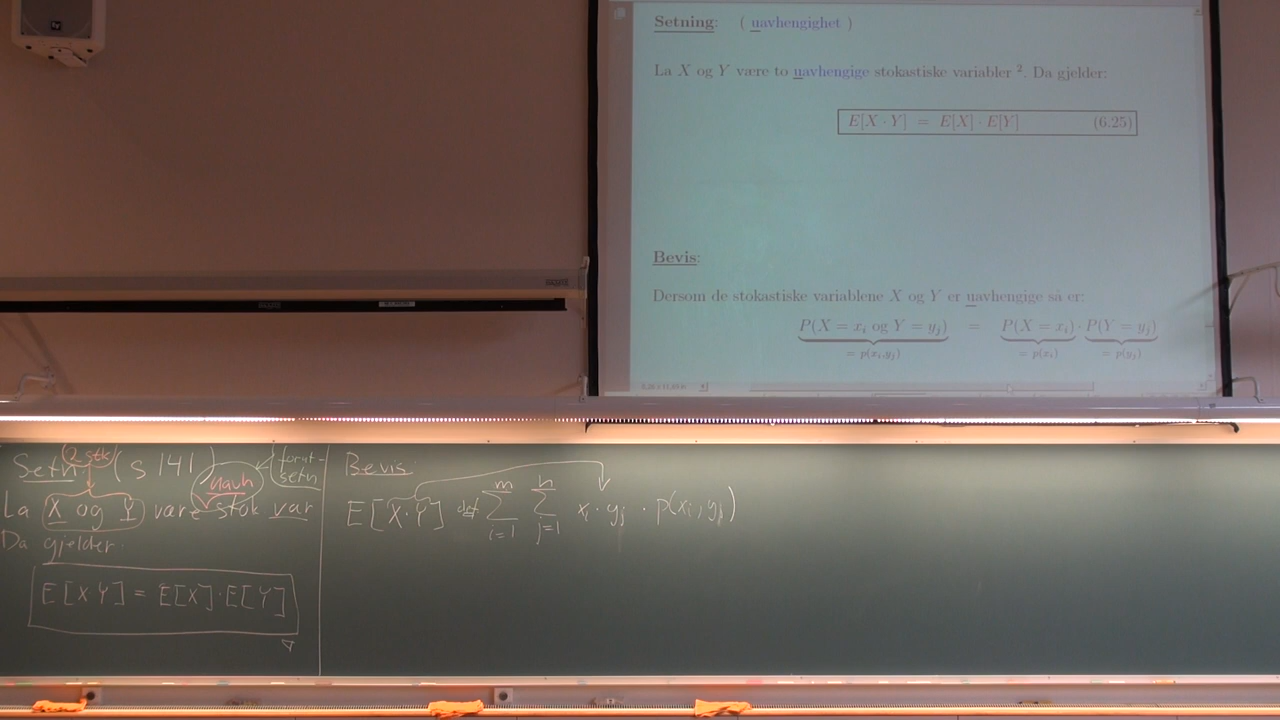 Setning: ( uavhengighet )
La X og Y være to uavhengige stokastiske variabler ². Da gjelder:
E[X · Y] = E[X] · E[Y] (6.25)
Bevis:
Dersom de stokastiske variablene X og Y er uavhengige så er:
P(X = xᵢ og Y = yⱼ) = P(X = xᵢ) · P(Y = yⱼ)
= p(xᵢ,yⱼ) = p(xᵢ) = p(yⱼ)
Setn. (s 141)
2 stk
forut-
setn
uavh
La X og Y være stok var
Da gjelder:
E[XY] = E[X]·E[Y]
Bevis:
E[X·Y] def ∑ᵢ₌₁ᵐ ∑ⱼ₌₁ⁿ xᵢ · yⱼ · p(xᵢ, yⱼ)